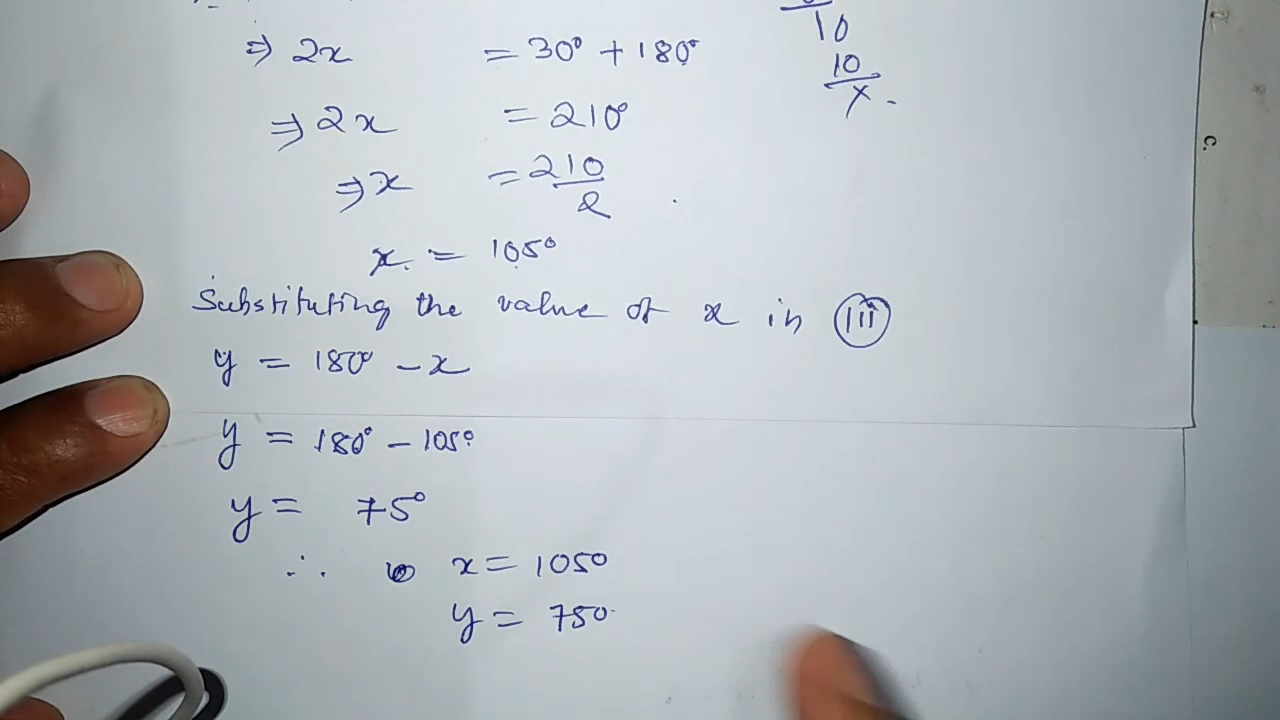 ⇒ 2x = 30° + 180°
⇒ 2x = 210°
⇒ x = 210/2
x = 105°
Substituting the value of x in (iii)
y = 180° - x
y = 180° - 105°
y = 75°
∴ x = 105°
y = 75°
10
10
x.
C.